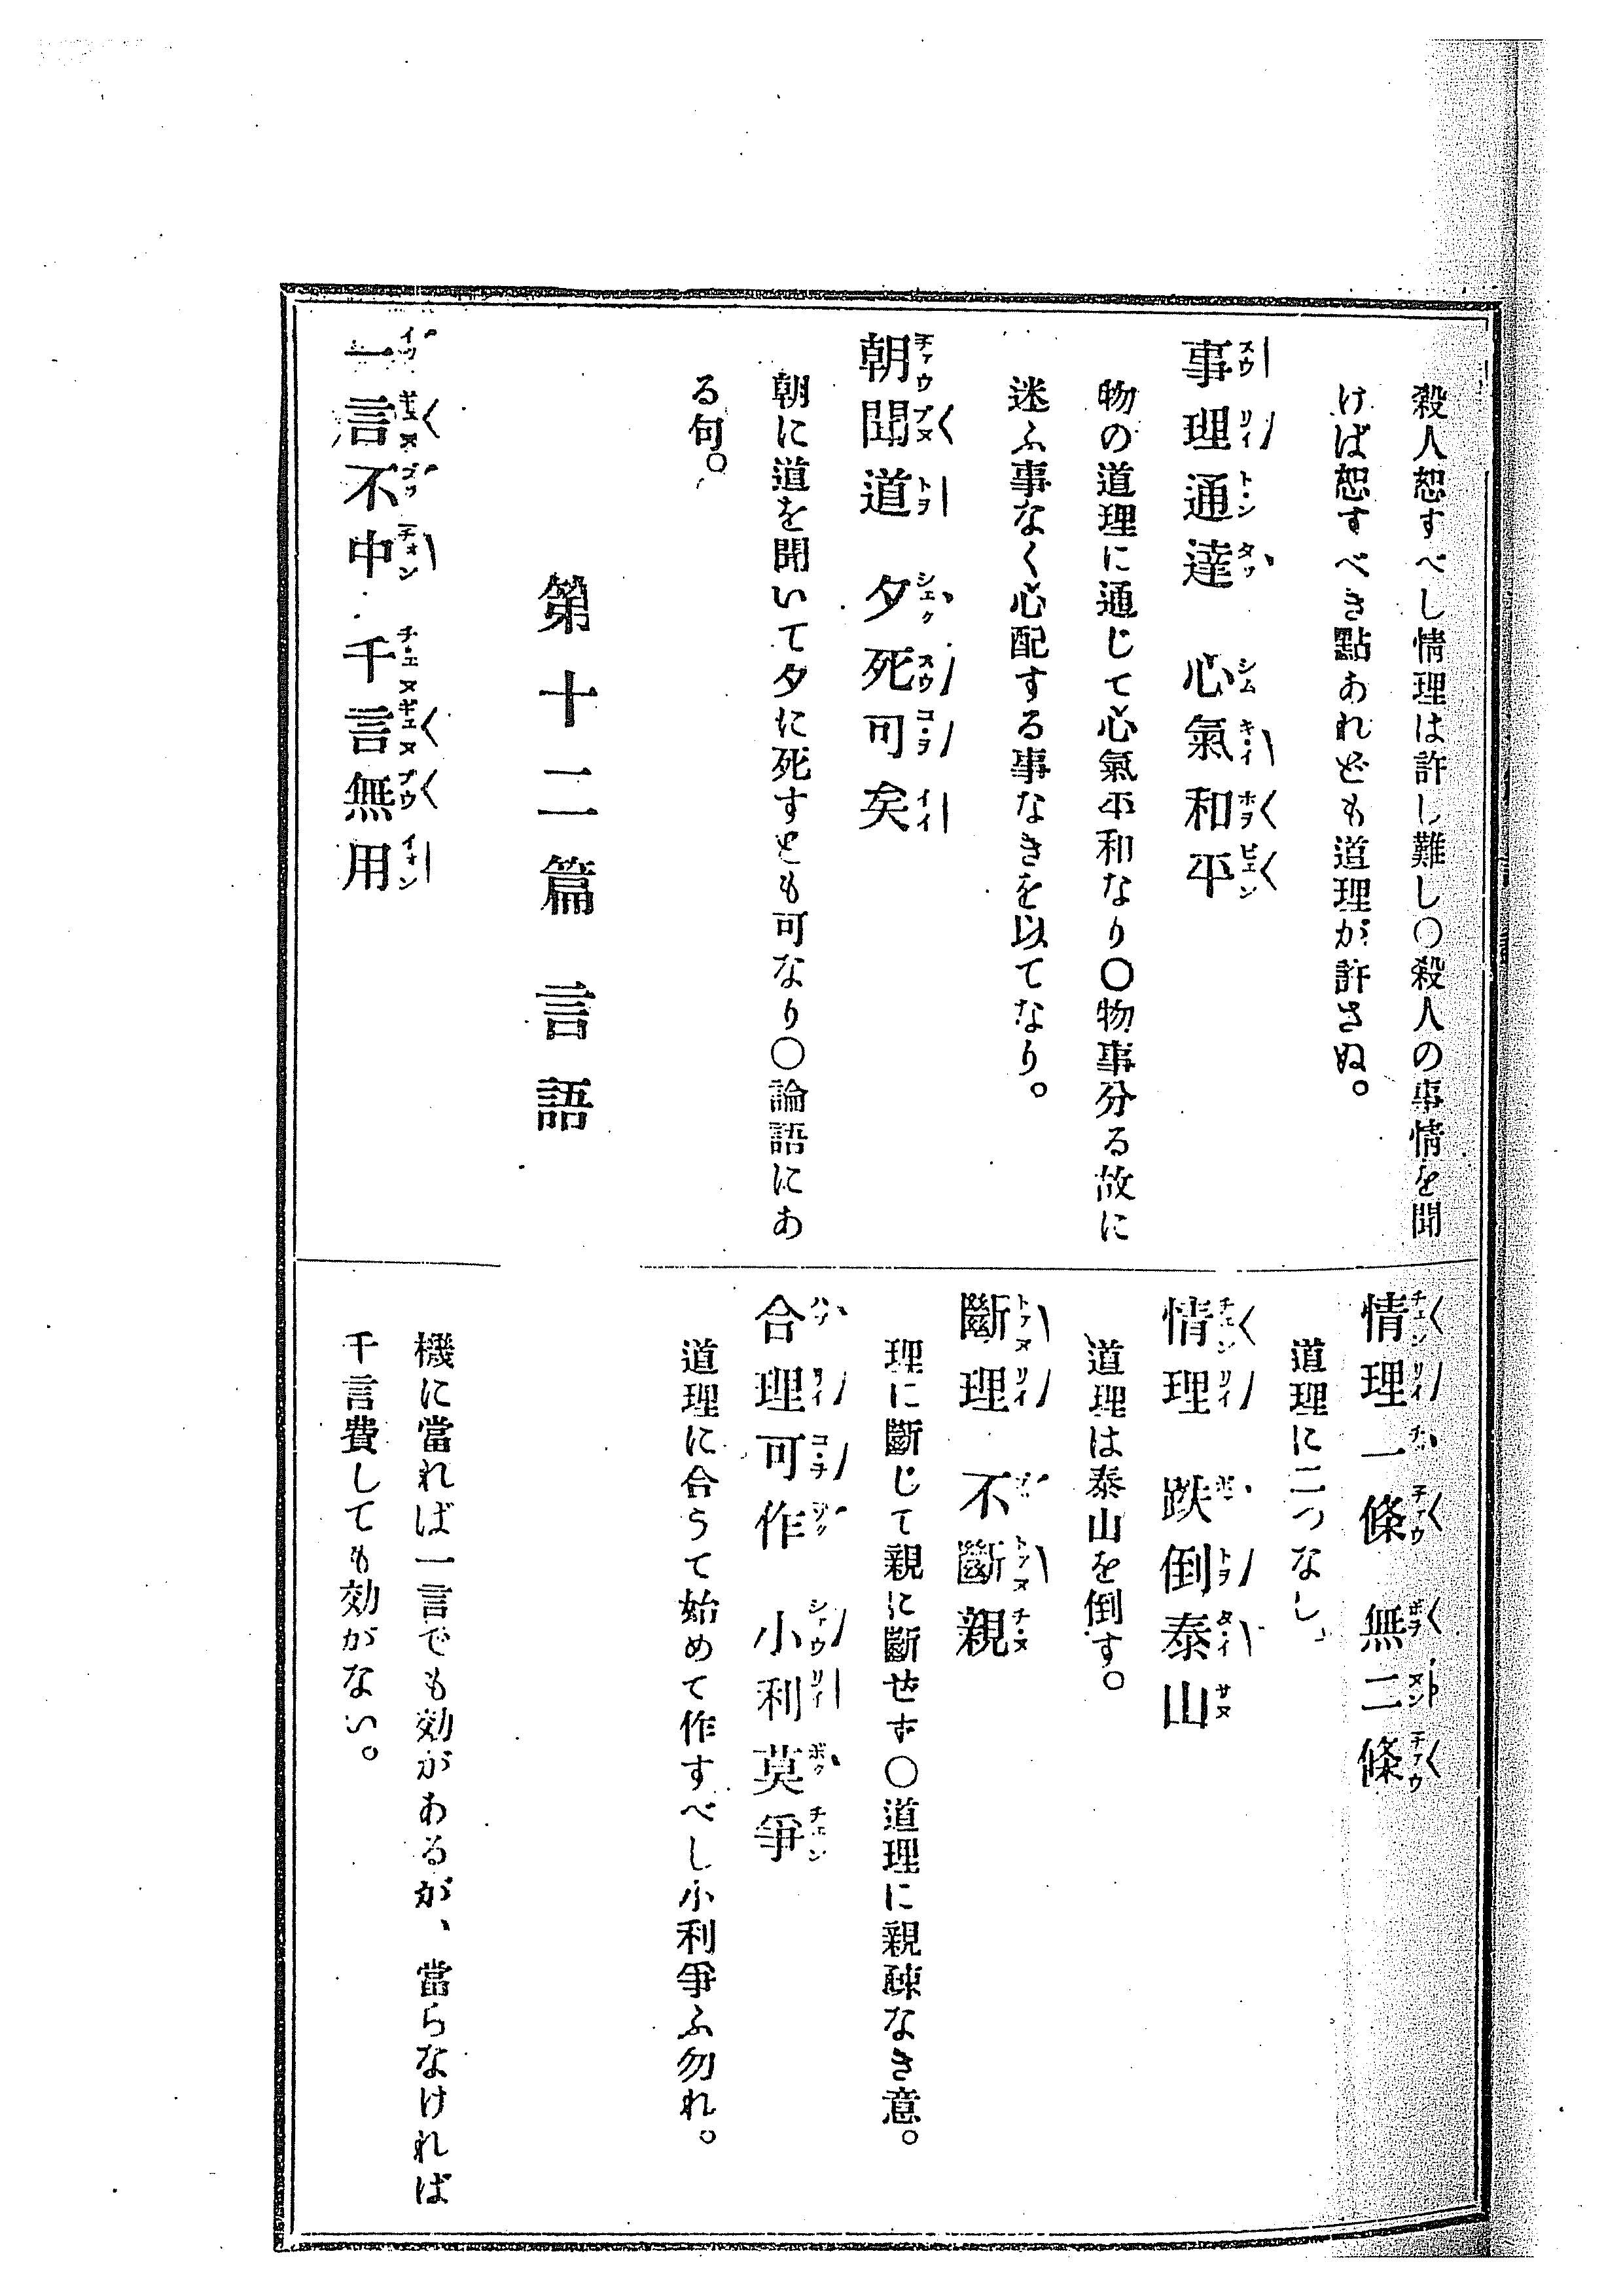 殺人恕すべし情理は許し難し〇殺人の事情を聞
けば恕すべき點あれども道理が許さぬ。
事理通達　心氣和平
物の道理に通じて心氣平和なり〇物事分る故に
迷ふ事なく心配する事なきを以てなり。
朝聞道　夕死可矣
朝に道を聞いて夕に死すとも可なり〇論語にあ
る句。
情理一條　無二條
道理に二つなし
情理　跌倒泰山
道理は泰山を倒す。
斷理　不斷親
理に斷じて親に斷せず〇道理に親疎なき意。
合理可作　小利莫爭
道理に合うて始めて作すべし小利爭ふ勿れ。
第十二篇　言語
一言不中　千言無用
機に當れば一言でも効があるが、當らなければ
千言費しても効がない。